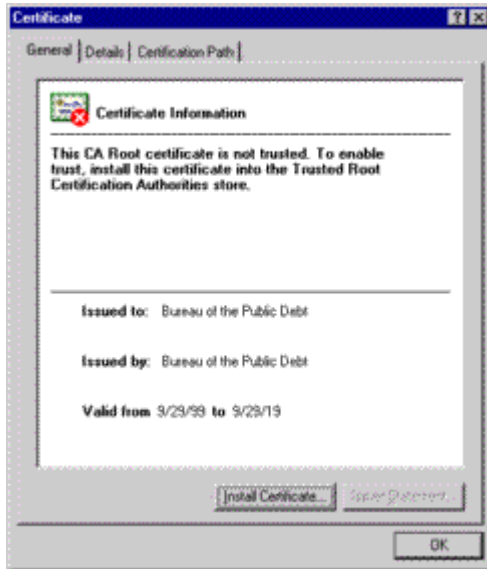 Certificate
General Details Certification Path
Certificate Information
This CA Root certificate is not trusted. To enable
trust, install this certificate into the Trusted Root
Certification Authorities store.
Issued to: Bureau of the Public Debt
Issued by: Bureau of the Public Debt
Valid from 9/29/99 to 9/29/19
Install Certificate... Issuer Statement...
OK